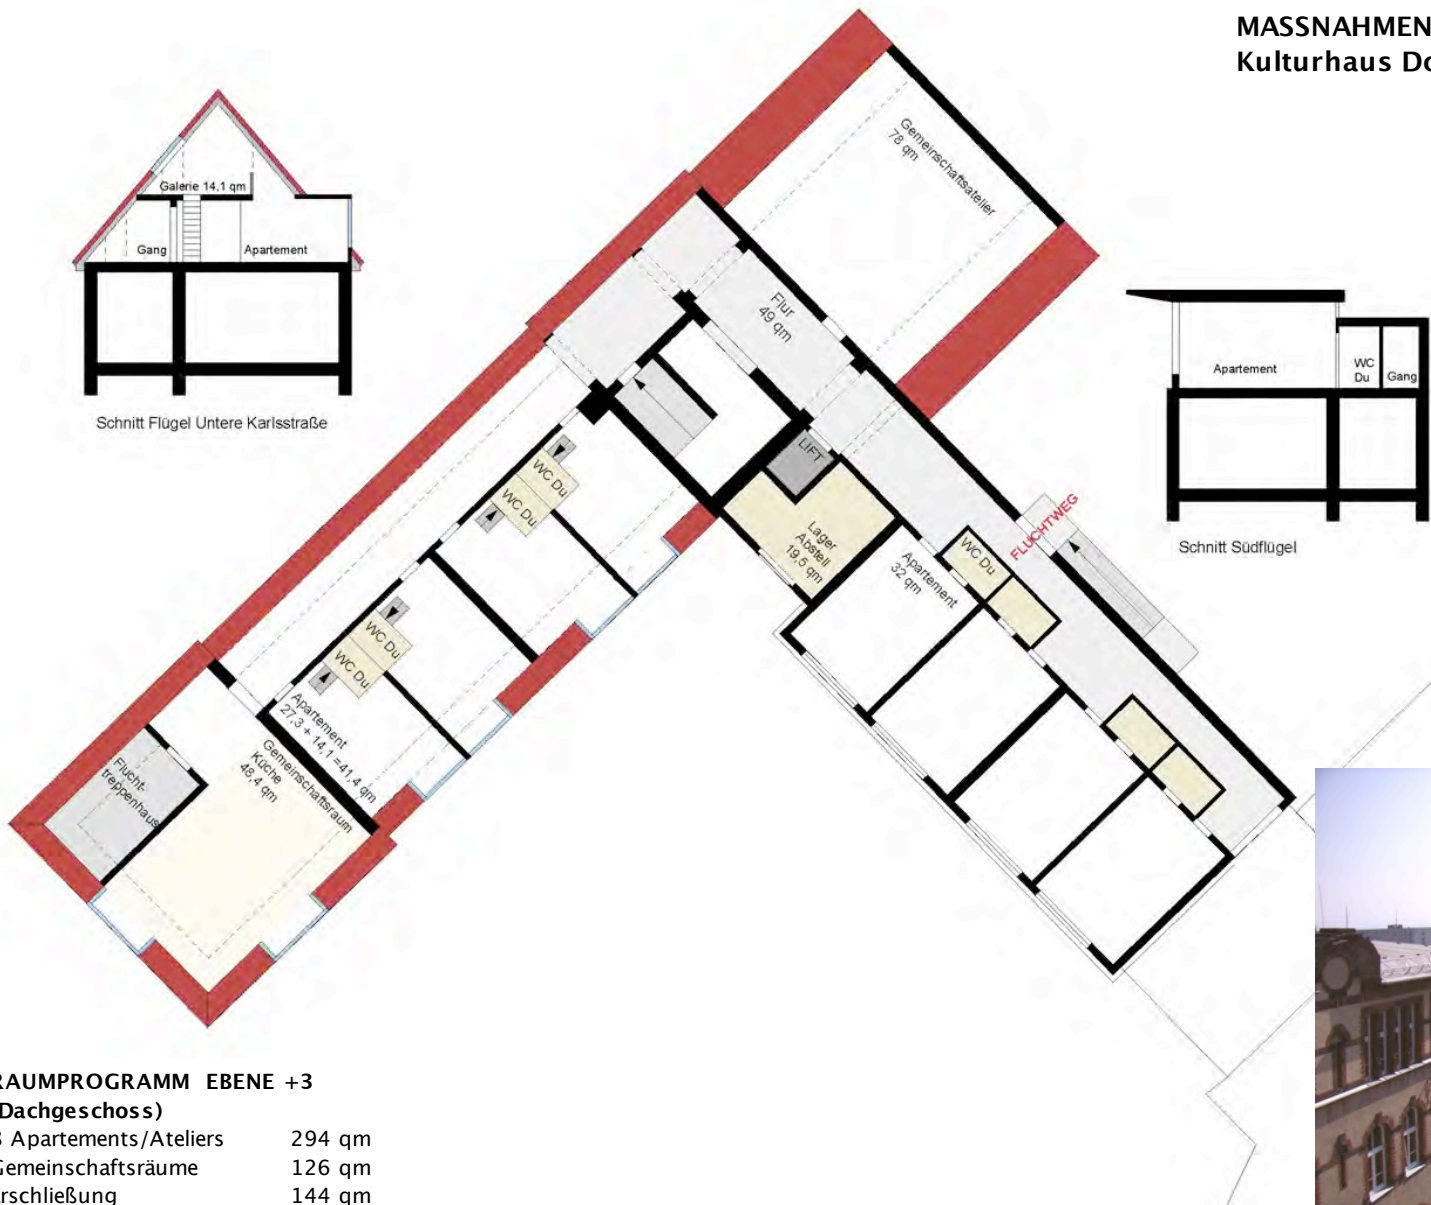 MASSNAHMEN
Kulturhaus Do
Galerie 14,1 qm
Gang
Apartement
Schnitt Flügel Untere Karlsstraße
Gemeinschaftsatelier
78 qm
Flur
49 qm
Apartement
WC
Du
Gang
Schnitt Südflügel
LIFT
Lager
Abstell
19,5 qm
FLUCHTWEG
WC Du
Apartement
32 qm
WC Du
WC Du
WC Du
WC Du
Apartement
27,3 + 14,1 =41,4 qm
Gemeinschaftsraum
Küche
48,4 qm
Flucht-
treppenhaus
RAUMPROGRAMM EBENE +3
Dachgeschoss)
8 Apartements/Ateliers 294 qm
Gemeinschaftsräume 126 qm
rschließung 144 qm